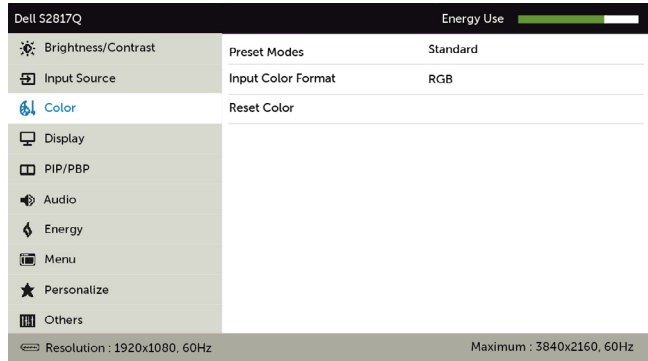 Dell S2817Q Energy Use
Brightness/Contrast
Preset Modes Standard
Input Source
Input Color Format RGB
Color
Reset Color
Display
PIP/PBP
Audio
Energy
Menu
Personalize
Others
Resolution : 1920x1080, 60Hz Maximum : 3840x2160, 60Hz